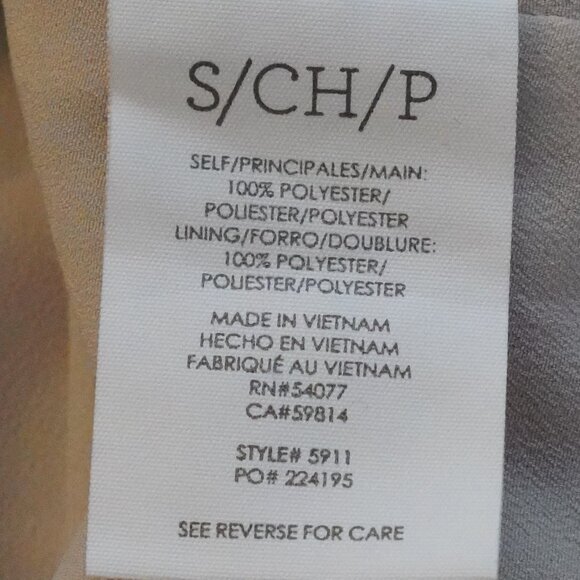 S/CH/P
SELF/PRINCIPALES/MAIN:
100% POLYESTER/
POLIESTER/POLYESTER
LINING/FORRO/DOUBLURE:
100% POLYESTER/
POLIESTER/POLYESTER
MADE IN VIETNAM
HECHO EN VIETNAM
FABRIQUÉ AU VIETNAM
RN#54077
CA#59814
STYLE# 5911
PO# 224195
SEE REVERSE FOR CARE